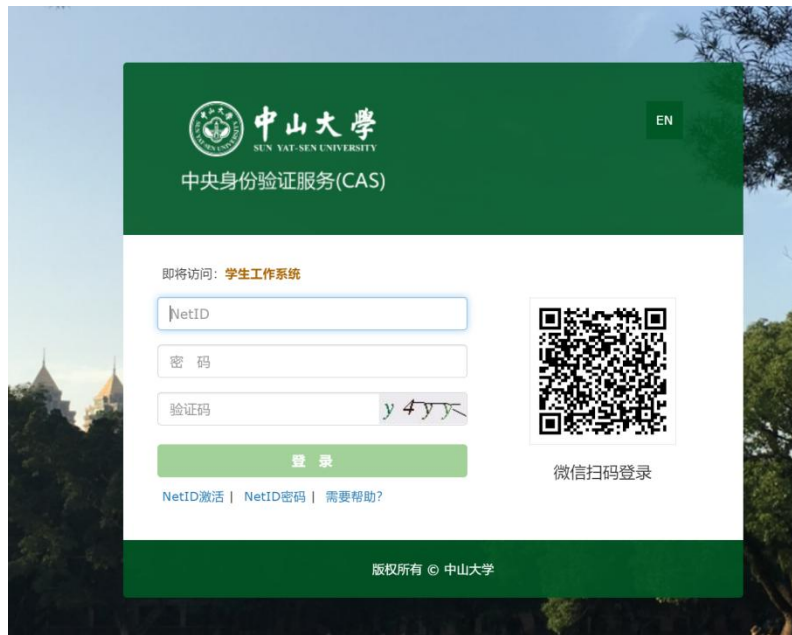 中山大學
SUN YAT-SEN UNIVERSITY
EN
中央身份验证服务(CAS)
即将访问：学生工作系统
NetID
密 码
验证码
y4yy
登 录
NetID激活 | NetID密码 | 需要帮助?
微信扫码登录
版权所有 © 中山大学